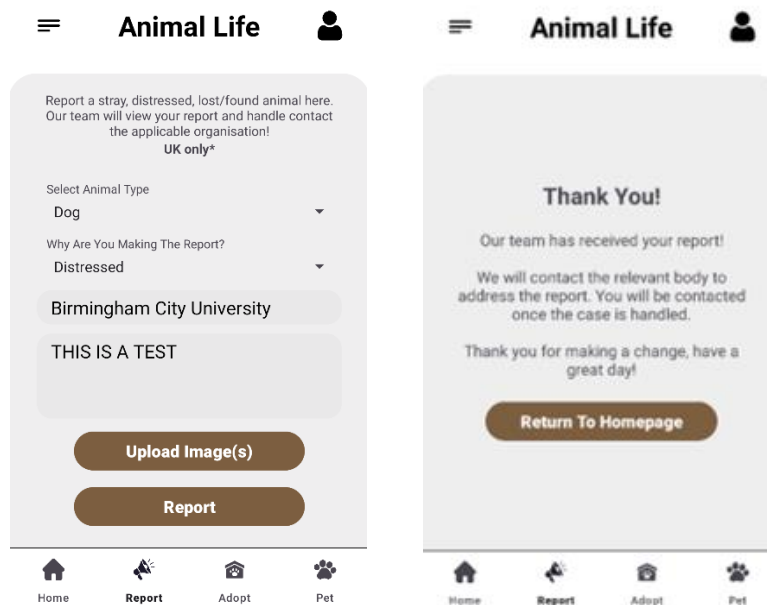 Animal Life
Report a stray, distressed, lost/found animal here.
Our team will view your report and handle contact
the applicable organisation!
UK only*
Select Animal Type
Dog
Why Are You Making The Report?
Distressed
Birmingham City University
THIS IS A TEST
Upload Image(s)
Report
Home
Report
Adopt
Pet
Animal Life
Thank You!
Our team has received your report!
We will contact the relevant body to
address the report. You will be contacted
once the case is handled.
Thank you for making a change, have a
great day!
Return To Homepage
Home
Report
Adopt
Pet